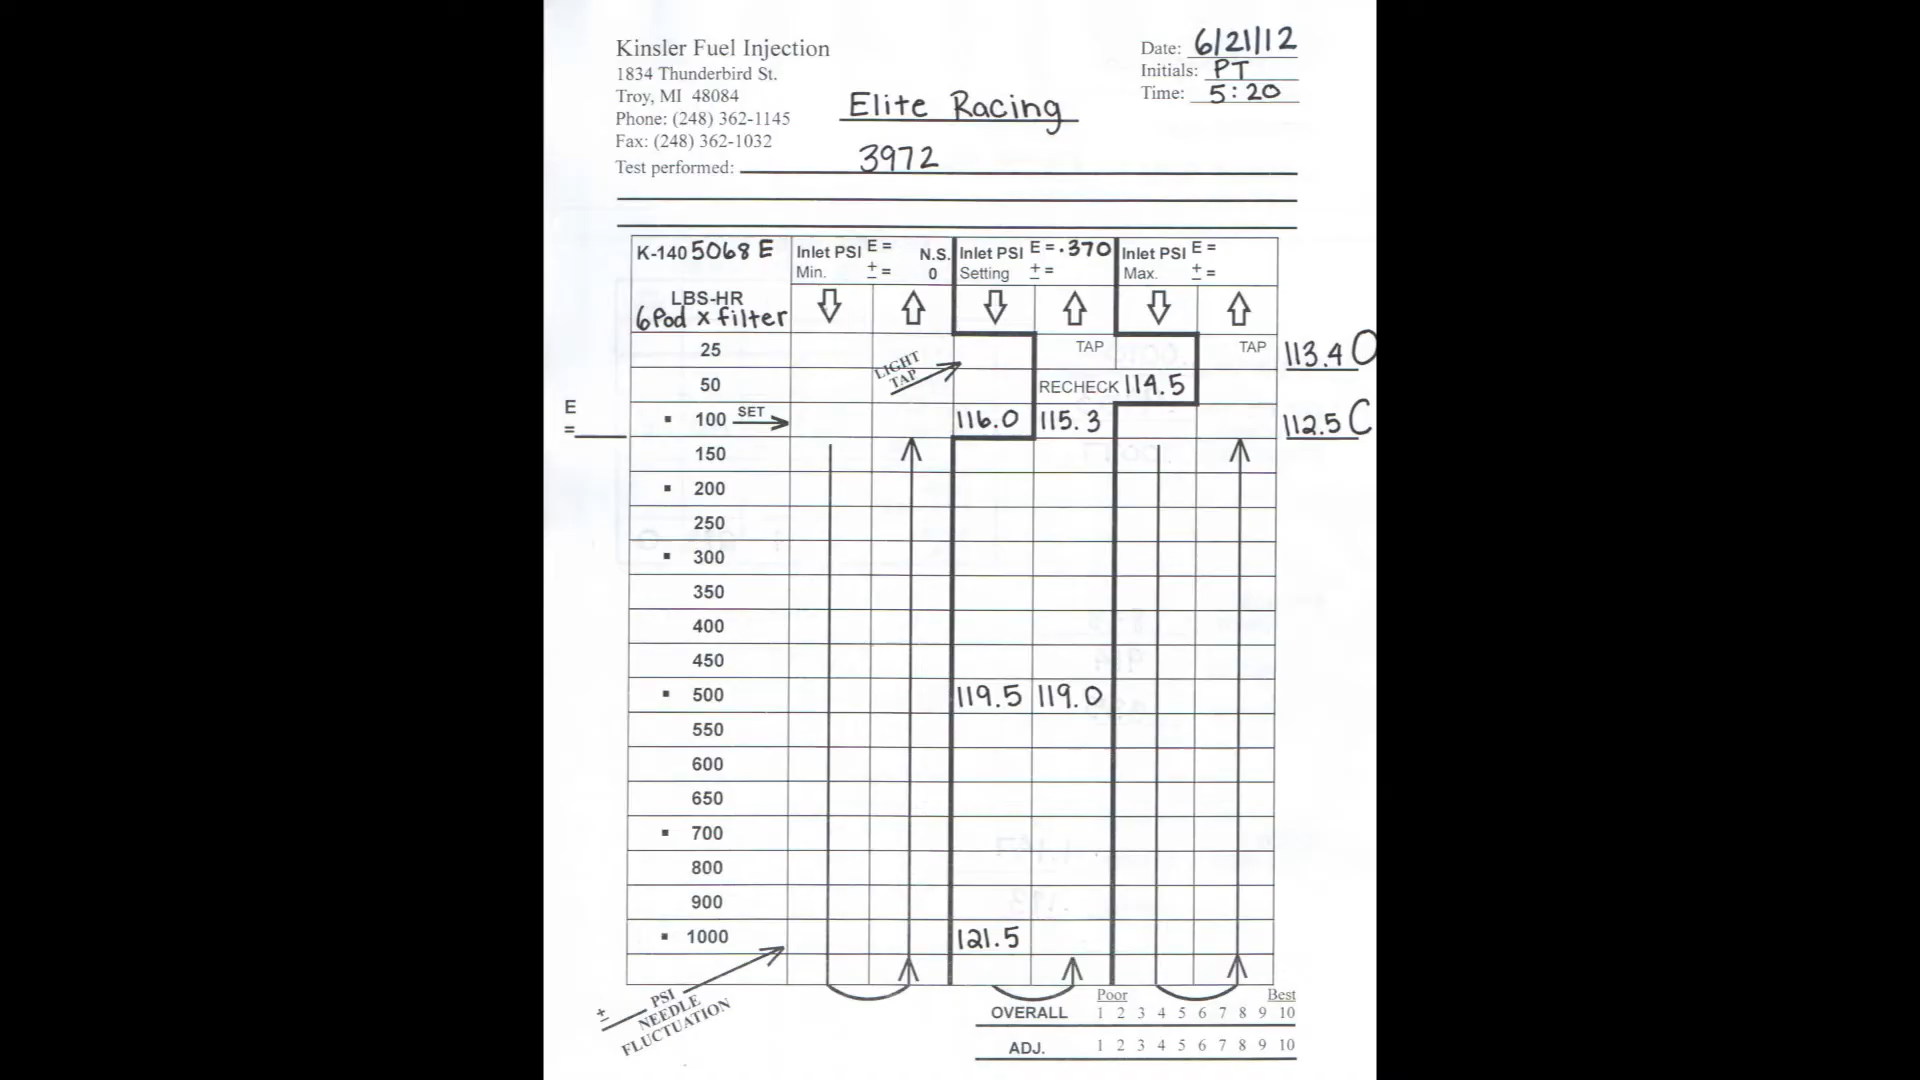 Kinsler Fuel Injection
1834 Thunderbird St.
Troy, MI 48084
Phone: (248) 362-1145
Fax: (248) 362-1032
Date: 6/21/12
Initials: PT
Time: 5:20
Elite Racing
Test performed: 3972
K-140 5068 E
Inlet PSI E =
Min. ± = N.S. 0
Inlet PSI E = .370
Setting ± =
Inlet PSI E =
Max. ± =
LBS-HR
6 Pod x filter
25 TAP TAP 113.4 O
LIGHT TAP
50 RECHECK 114.5
E =
100 SET 116.0 115.3 112.5 C
150
200
250
300
350
400
450
500 119.5 119.0
550
600
650
700
800
900
1000 121.5
± PSI
NEEDLE
FLUCTUATION
Poor Best
OVERALL 1 2 3 4 5 6 7 8 9 10
ADJ. 1 2 3 4 5 6 7 8 9 10